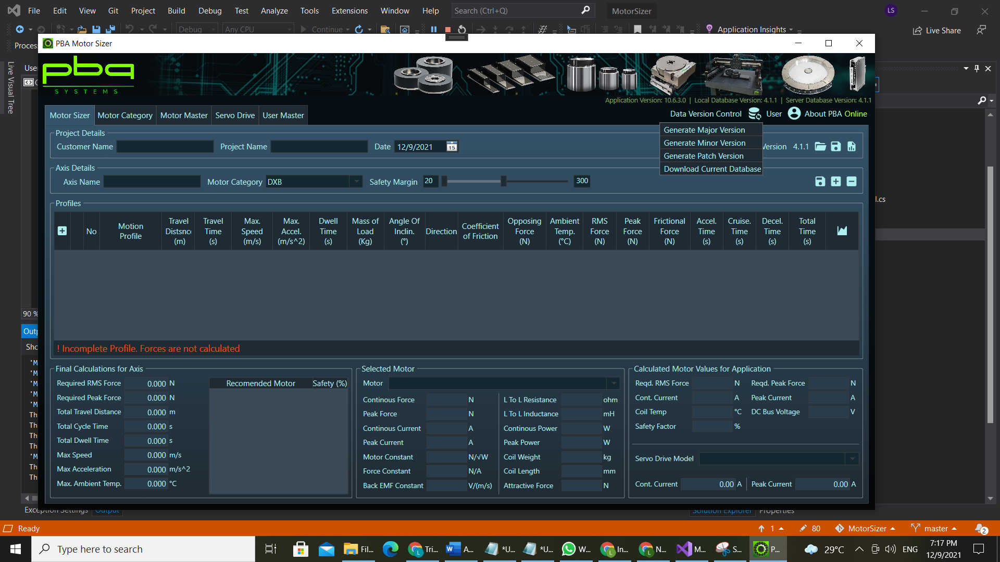 File Edit View Git Project Build Debug Test Analyze Tools Extensions Window Help Search (Ctrl+Q) MotorSizer LS
Debug Any CPU Continue Application Insights Live Share
PBA Motor Sizer
Live Visual Tree
pba
SYSTEMS
Application Version: 10.6.3.0 | Local Database Version: 4.1.1 | Server Database Version: 4.1.1
Motor Sizer Motor Category Motor Master Servo Drive User Master Data Version Control User About PBA Online
Generate Major Version
Generate Minor Version
Generate Patch Version
Download Current Database
Project Details
Customer Name Project Name Date 12/9/2021 15 Version 4.1.1
Axis Details
Axis Name Motor Category DXB Safety Margin 20 300
Profiles
No
Motion Profile
Travel Distsnce (m)
Travel Time (s)
Max. Speed (m/s)
Max. Accel. (m/s^2)
Dwell Time (s)
Mass of Load (Kg)
Angle Of Inclin. (°)
Direction
Coefficient of Friction
Opposing Force (N)
Ambient Temp. (°C)
RMS Force (N)
Peak Force (N)
Frictional Force (N)
Accel. Time (s)
Cruise. Time (s)
Decel. Time (s)
Total Time (s)
l.cs
90 %
! Incomplete Profile. Forces are not calculated
Final Calculations for Axis
Required RMS Force 0.000 N
Required Peak Force 0.000 N
Total Travel Distance 0.000 m
Total Cycle Time 0.000 s
Total Dwell Time 0.000 s
Max Speed 0.000 m/s
Max Acceleration 0.000 m/s^2
Max. Ambient Temp. 0.000 °C
Recomended Motor Safety (%)
Selected Motor
Motor
Continous Force N L To L Resistance ohm
Peak Force N L To L Inductance mH
Continous Current A Continous Power W
Peak Current A Peak Power W
Motor Constant N/√W Coil Weight kg
Force Constant N/A Coil Length mm
Back EMF Constant V/(m/s) Attractive Force N
Calculated Motor Values for Application
Reqd. RMS Force N Reqd. Peak Force N
Cont. Current A Peak Current A
Coil Temp °C DC Bus Voltage V
Safety Factor %
Servo Drive Model
Cont. Current 0.00 A Peak Current 0.00 A
Exception Settings Output Solution Explorer Properties
Ready 1 80 MotorSizer master 2
Type here to search Fil... Tri... A... *U... *U... W... In... N... M... S... P... 29°C ENG 7:17 PM
12/9/2021